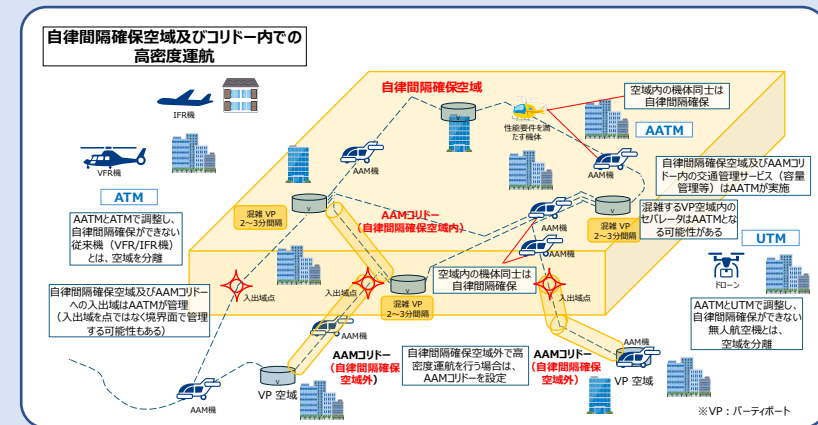 自律間隔確保空域及びコリドー内での
高密度運航
IFR機
VFR機
ATM
AATMとATMで調整し、
自律間隔確保ができない
従来機（VFR/IFR機）
とは、空域を分離
自律間隔確保空域及びAAMコリドー
への入出域はAATMが管理
（入出域を点ではなく境界面で管理
する可能性もある）
自律間隔確保空域
性能要件を満
たす機体
空域内の機体同士は
自律間隔確保
AATM
AAM機
AAM機
自律間隔確保空域及びAAMコリ
ドー内の交通管理サービス（容量
管理等）はAATMが実施
混雑 VP
2～3分間隔
V
V
AAMコリドー
（自律間隔確保空域内）
AAM機
AAM機
V
混雑 VP
2～3分間隔
混雑するVP空域内の
セパレータはAATMとな
る可能性がある
UTM
ドローン
AATMとUTMで調整し、
自律間隔確保ができない
無人航空機とは、
空域を分離
空域内の機体同士は
自律間隔確保
入出域点
入出域点
入出域点
V
混雑 VP
2～3分間隔
AAM機
AAMコリドー
（自律間隔確保
空域外）
自律間隔確保空域外で高
密度運航を行う場合は、
AAMコリドーを設定
AAMコリドー
（自律間隔確保
空域外）
AAM機
V
VP 空域
AAM機
V
VP 空域
※VP：バーティポート